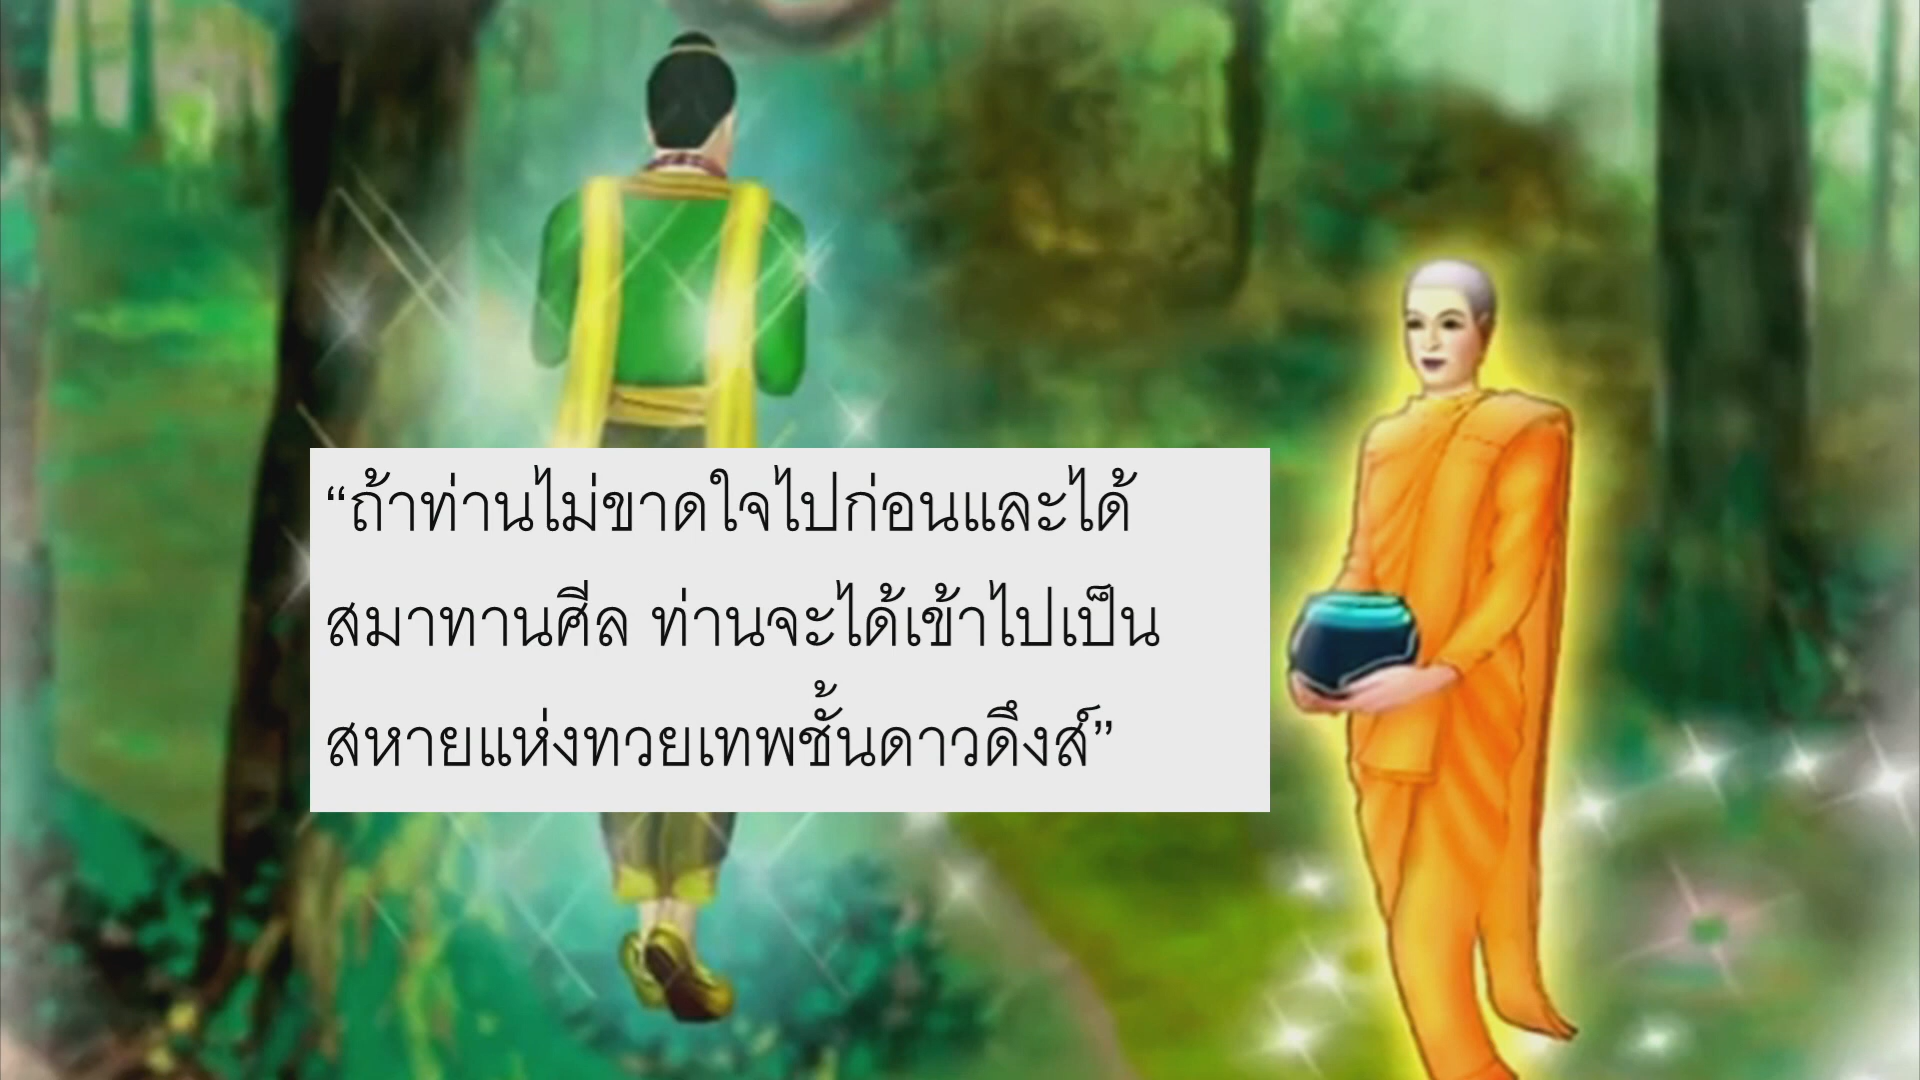 “ถ้าท่านไม่ขาดใจไปก่อนและได้
สมาทานศีล ท่านจะได้เข้าไปเป็น
สหายแห่งทวยเทพชั้นดาวดึงส์”